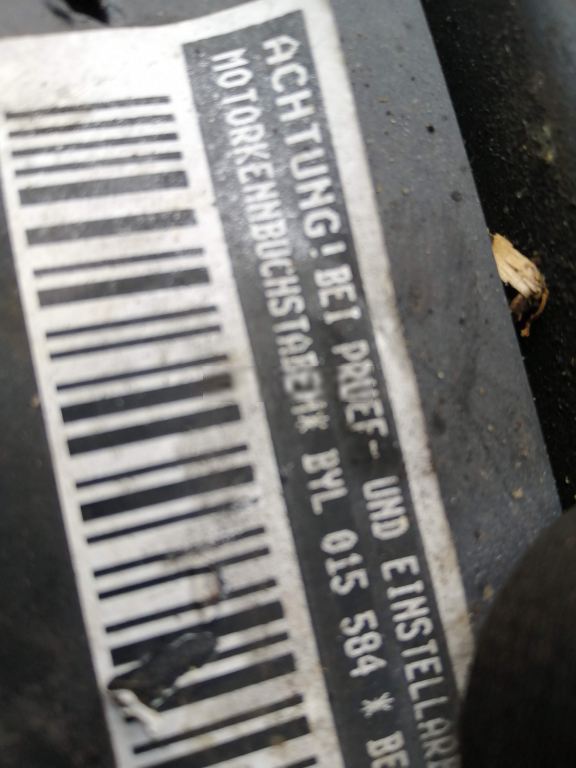 ACHTUNG! BEI PRUEF- UND EINSTELLAR
MOTORKENNBUCHSTABEN* BYL 015 584 * BE